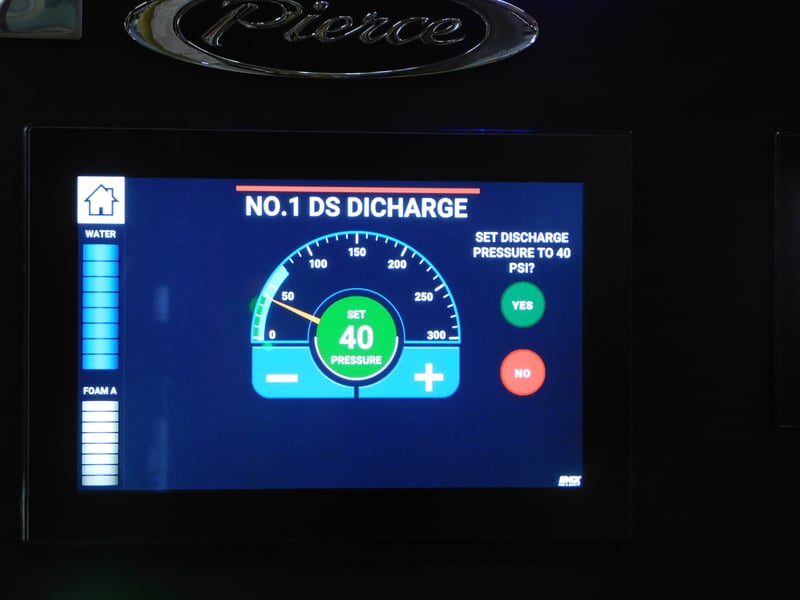 Pierce
NO.1 DS DICHARGE
WATER
SET DISCHARGE
PRESSURE TO 40
PSI?
150
100
200
50
250
0
300
SET
40
PRESSURE
YES
NO
FOAM A